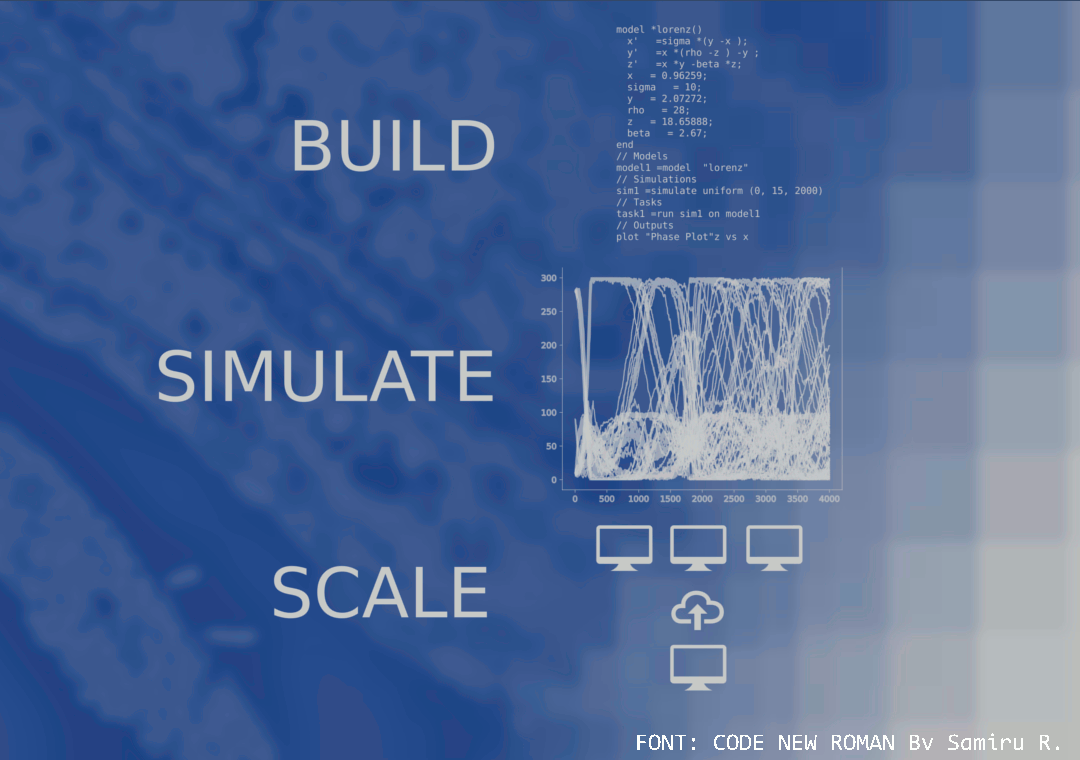 BUILD
model *lorenz()
x' =sigma *(y -x );
y' =x *(rho -z ) -y ;
z' =x *y -beta *z;
x = 0.96259;
sigma = 10;
y = 2.07272;
rho = 28;
z = 18.65888;
beta = 2.67;
end
// Models
model1 =model "lorenz"
// Simulations
sim1 =simulate uniform (0, 15, 2000)
// Tasks
task1 =run sim1 on model1
// Outputs
plot "Phase Plot"z vs x
SIMULATE
300
250
200
150
100
50
0
0 500 1000 1500 2000 2500 3000 3500 4000
SCALE
FONT: CODE NEW ROMAN Bv Samiru R.